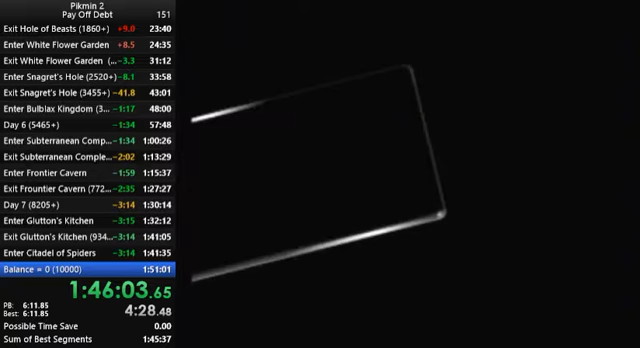 Pikmin 2
Pay Off Debt 151
Exit Hole of Beasts (1860+) +9.0 23:40
Enter White Flower Garden +8.5 24:35
Exit White Flower Garden (... -3.3 31:12
Enter Snagret's Hole (2520+) -8.1 33:58
Exit Snagret's Hole (3455+) -41.8 43:01
Enter Bulblax Kingdom (3... -1:17 48:00
Day 6 (5465+) -1:34 57:48
Enter Subterranean Comp... -1:34 1:00:26
Exit Subterranean Comple... -2:02 1:13:29
Enter Frontier Cavern -1:59 1:15:37
Exit Frountier Cavern (772... -2:35 1:27:27
Day 7 (8205+) -3:14 1:30:14
Enter Glutton's Kitchen -3:15 1:32:12
Exit Glutton's Kitchen (934... -3:14 1:41:05
Enter Citadel of Spiders -3:14 1:41:35
Balance = 0 (10000) 1:51:01
1:46:03.65
PB: 6:11.85
Best: 6:11.85
4:28.48
Possible Time Save 0.00
Sum of Best Segments 1:45:37